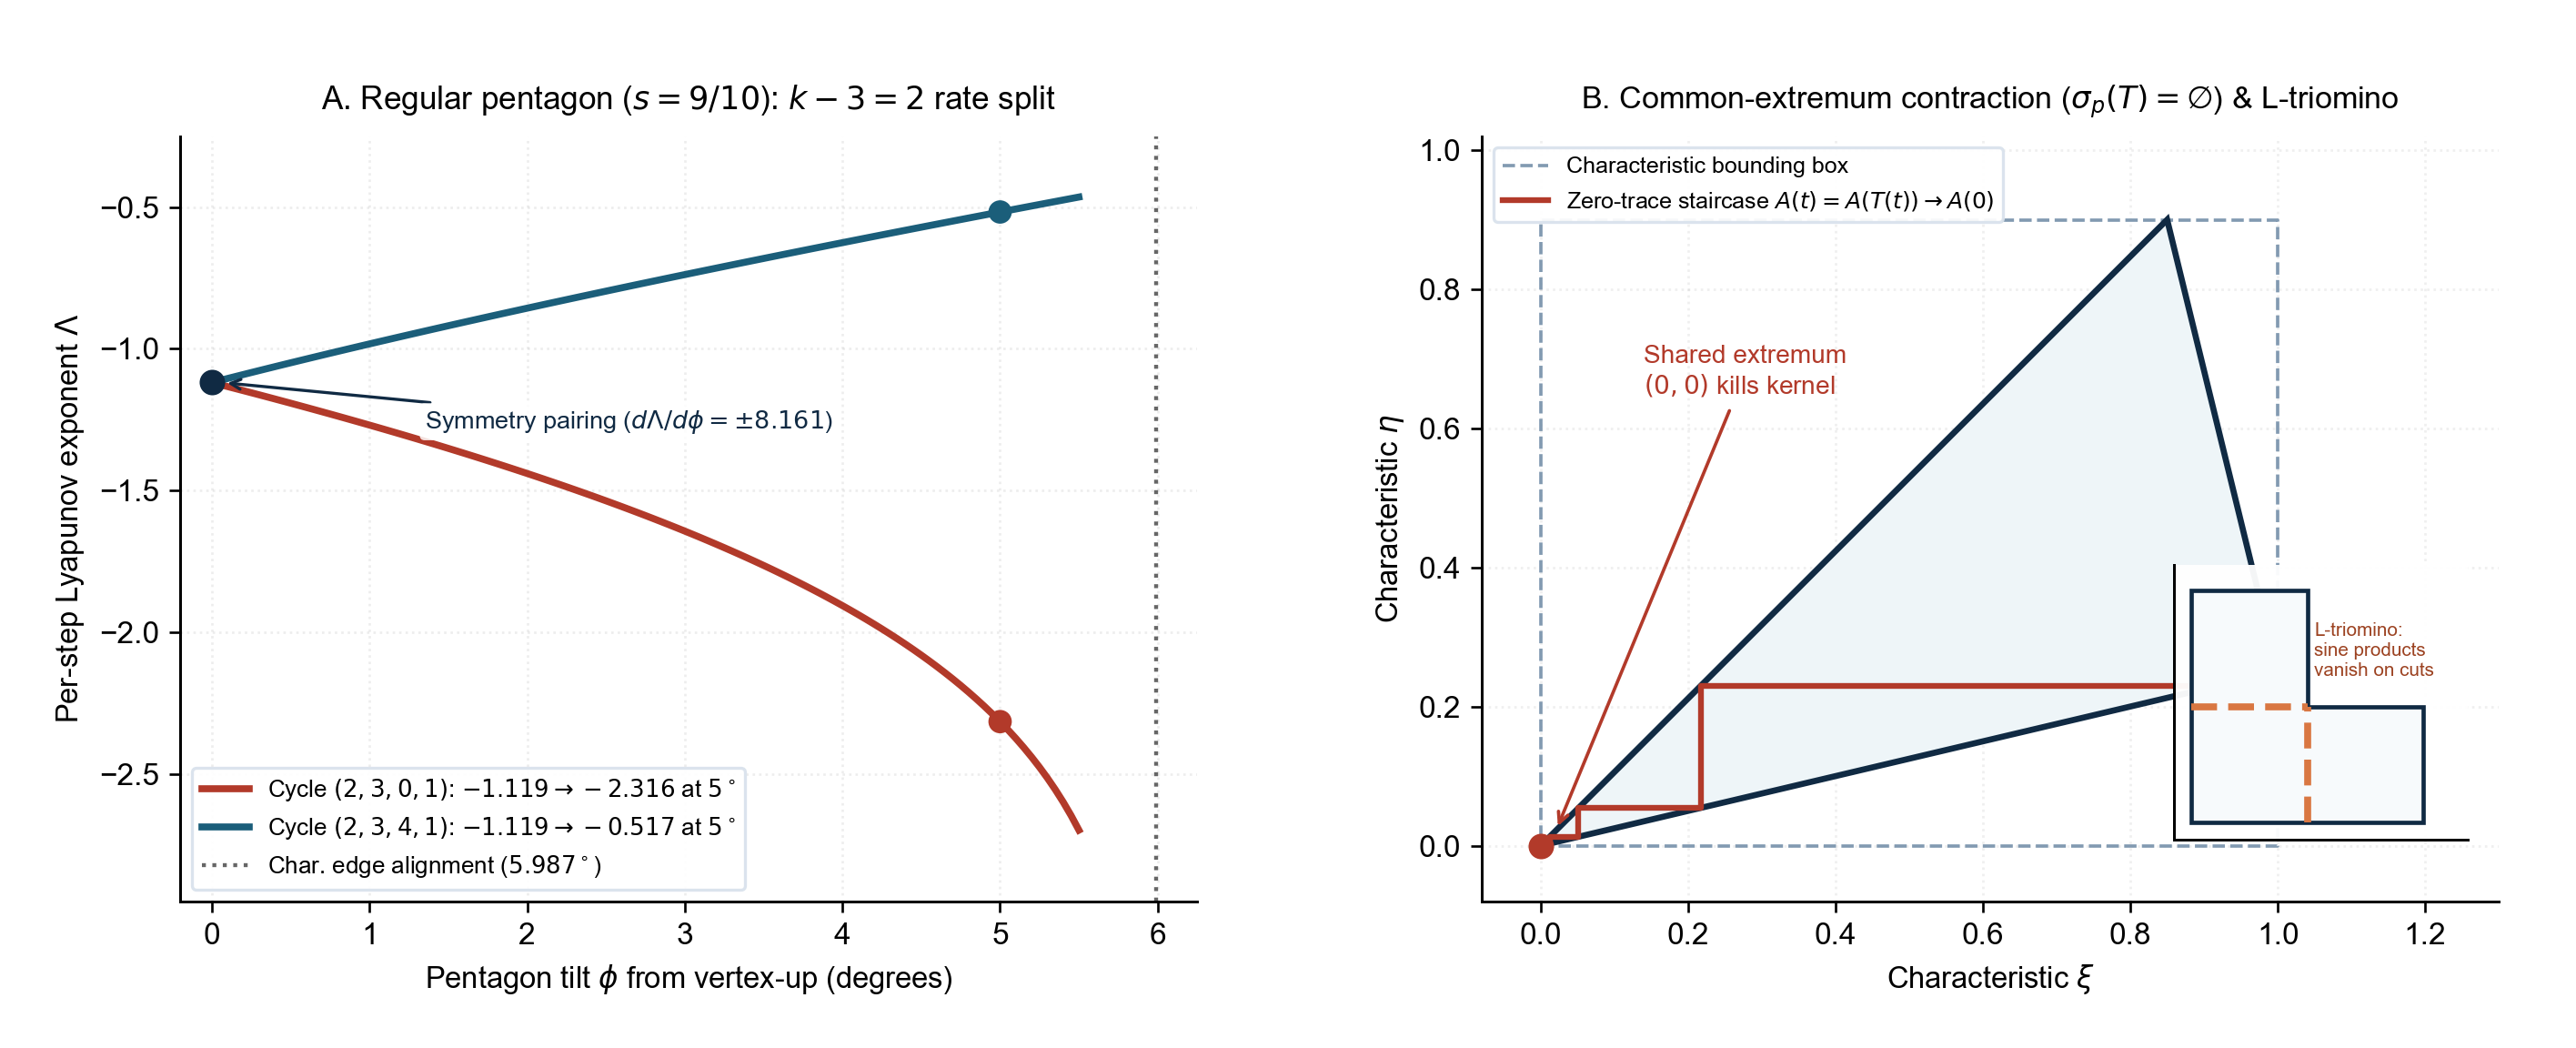 A. Regular pentagon (s = 9/10): k − 3 = 2 rate split
Per-step Lyapunov exponent Λ
−0.5
−1.0
−1.5
−2.0
−2.5
Symmetry pairing (dΛ/dϕ = ±8.161)
Cycle (2, 3, 0, 1): −1.119 → −2.316 at 5°
Cycle (2, 3, 4, 1): −1.119 → −0.517 at 5°
Char. edge alignment (5.987°)
0 1 2 3 4 5 6
Pentagon tilt ϕ from vertex-up (degrees)
B. Common-extremum contraction (σₚ(T) = ∅) & L-triomino
Characteristic η
1.0
0.8
0.6
0.4
0.2
0.0
Characteristic bounding box
Zero-trace staircase A(t) = A(T(t)) → A(0)
Shared extremum
(0, 0) kills kernel
L-triomino:
sine products
vanish on cuts
0.0 0.2 0.4 0.6 0.8 1.0 1.2
Characteristic ξ